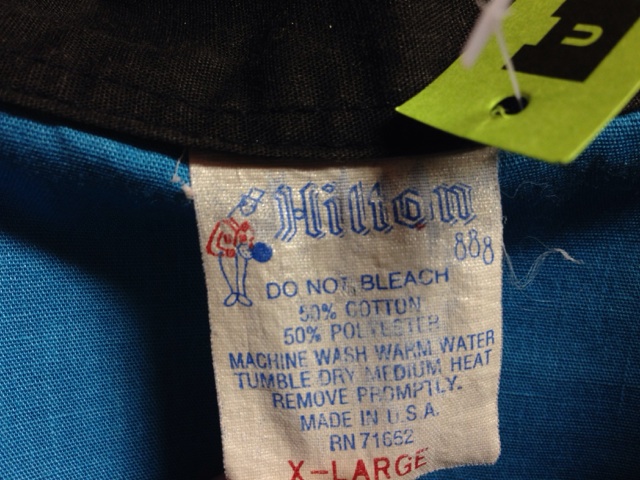 Hilton
888
DO NOT BLEACH
50% COTTON
50% POLYESTER
MACHINE WASH WARM WATER
TUMBLE DRY MEDIUM HEAT
REMOVE PROMPTLY.
MADE IN U.S.A.
RN 71652
X-LARGE